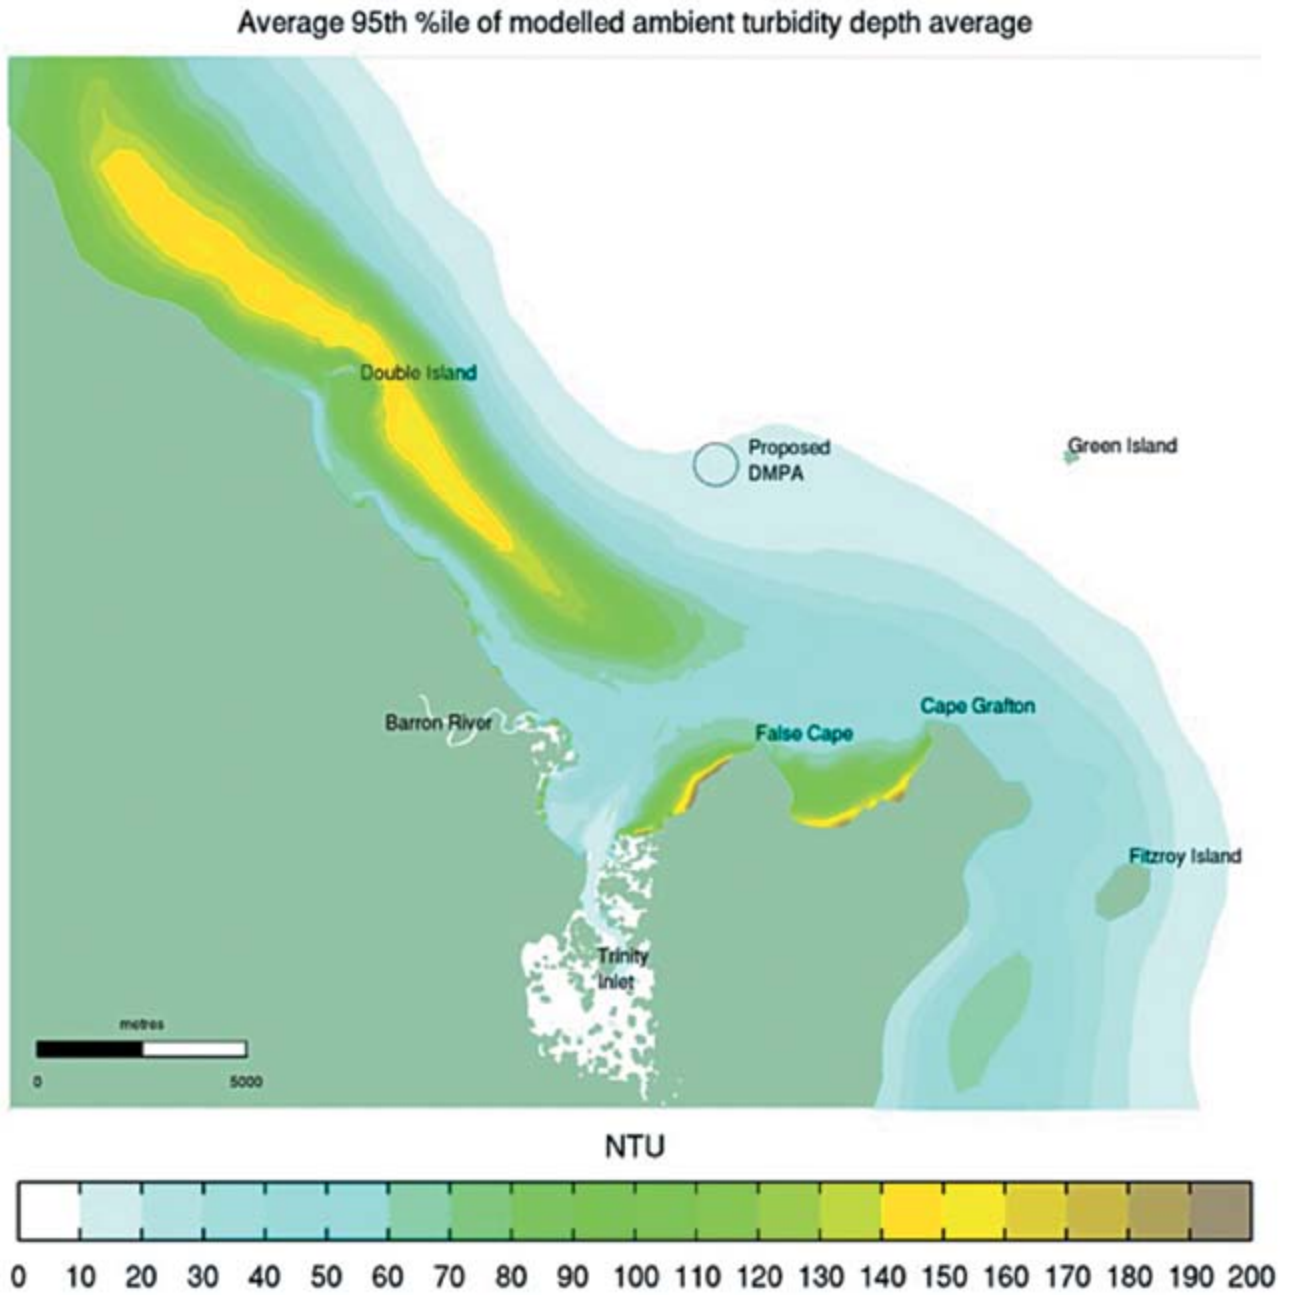 Average 95th %ile of modelled ambient turbidity depth average
Double Island
Proposed
DMPA
Green Island
Cape Grafton
Barron River
False Cape
Fitzroy Island
Trinity
Inlet
metres
0 5000
NTU
0 10 20 30 40 50 60 70 80 90 100 110 120 130 140 150 160 170 180 190 200